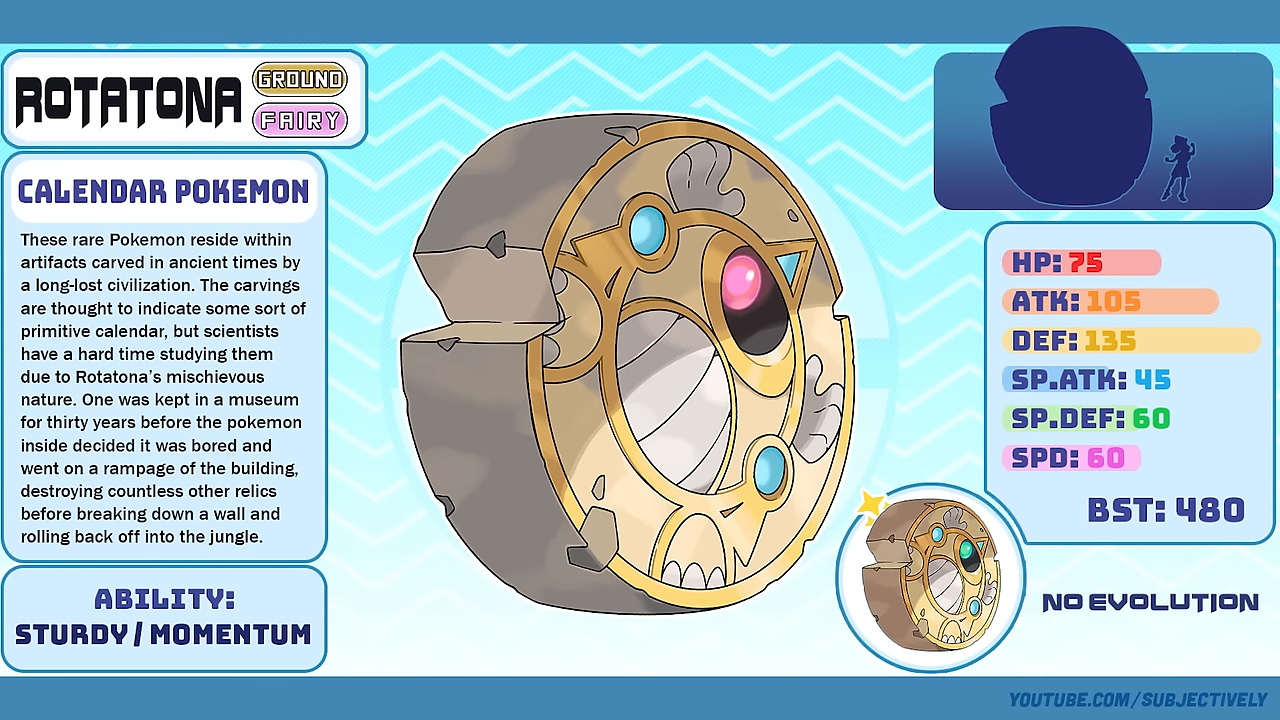 ROTATONA
GROUND
FAIRY
CALENDAR POKEMON
These rare Pokemon reside within
artifacts carved in ancient times by
a long-lost civilization. The carvings
are thought to indicate some sort of
primitive calendar, but scientists
have a hard time studying them
due to Rotatona's mischievous
nature. One was kept in a museum
for thirty years before the pokemon
inside decided it was bored and
went on a rampage of the building,
destroying countless other relics
before breaking down a wall and
rolling back off into the jungle.
ABILITY:
STURDY / MOMENTUM
HP: 75
ATK: 105
DEF: 135
SP.ATK: 45
SP.DEF: 60
SPD: 60
BST: 480
NO EVOLUTION
YOUTUBE.COM/SUBJECTIVELY